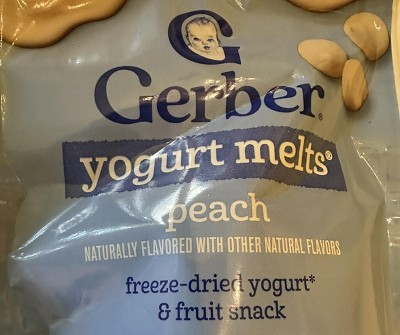 G
Gerber®
yogurt melts®
peach
NATURALLY FLAVORED WITH OTHER NATURAL FLAVORS
freeze-dried yogurt*
& fruit snack